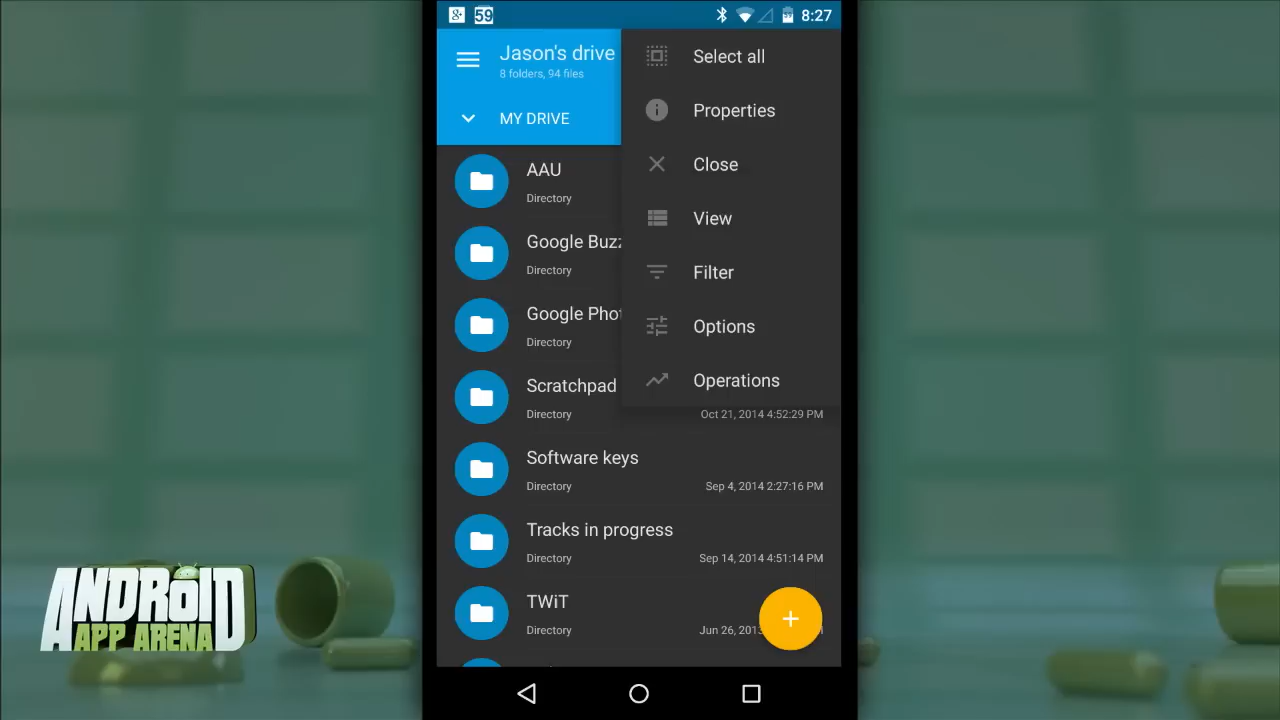 59
8:27
Jason's drive
8 folders, 94 files
MY DRIVE
Select all
Properties
Close
View
Filter
Options
Operations
AAU
Directory
Google Buzz
Directory
Google Phot
Directory
Scratchpad
Directory
Oct 21, 2014 4:52:29 PM
Software keys
Directory
Sep 4, 2014 2:27:16 PM
Tracks in progress
Directory
Sep 14, 2014 4:51:14 PM
TWiT
Directory
Jun 26, 2013
ANDROID
APP ARENA